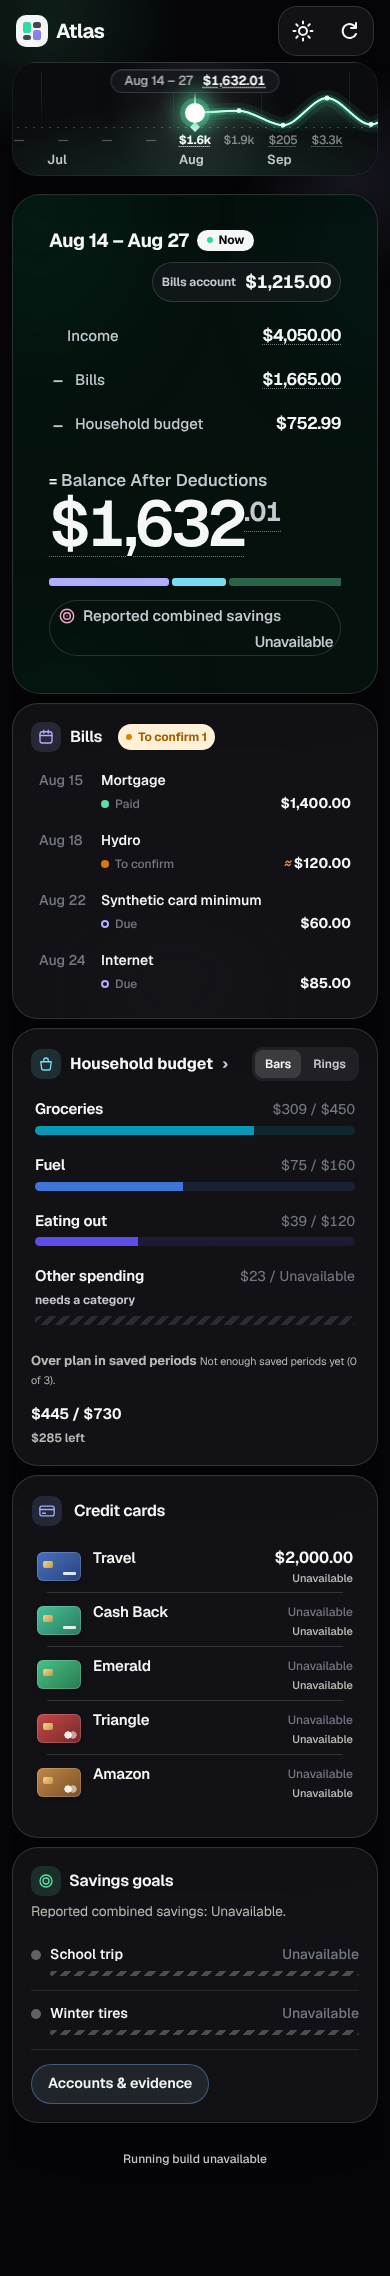 Atlas
Aug 14 – 27 $1,632.01
— — — — $1.6k $1.9k $205 $3.3k
Jul Aug Sep
Aug 14 – Aug 27 Now
Bills account $1,215.00
Income $4,050.00
– Bills $1,665.00
– Household budget $752.99
= Balance After Deductions
$1,632.01
Reported combined savings
Unavailable
Bills To confirm 1
Aug 15 Mortgage
Paid $1,400.00
Aug 18 Hydro
To confirm ≈$120.00
Aug 22 Synthetic card minimum
Due $60.00
Aug 24 Internet
Due $85.00
Household budget › Bars Rings
Groceries $309 / $450
Fuel $75 / $160
Eating out $39 / $120
Other spending $23 / Unavailable
needs a category
Over plan in saved periods Not enough saved periods yet (0
of 3).
$445 / $730
$285 left
Credit cards
Travel $2,000.00
Unavailable
Cash Back Unavailable
Unavailable
Emerald Unavailable
Unavailable
Triangle Unavailable
Unavailable
Amazon Unavailable
Unavailable
Savings goals
Reported combined savings: Unavailable.
School trip Unavailable
Winter tires Unavailable
Accounts & evidence
Running build unavailable